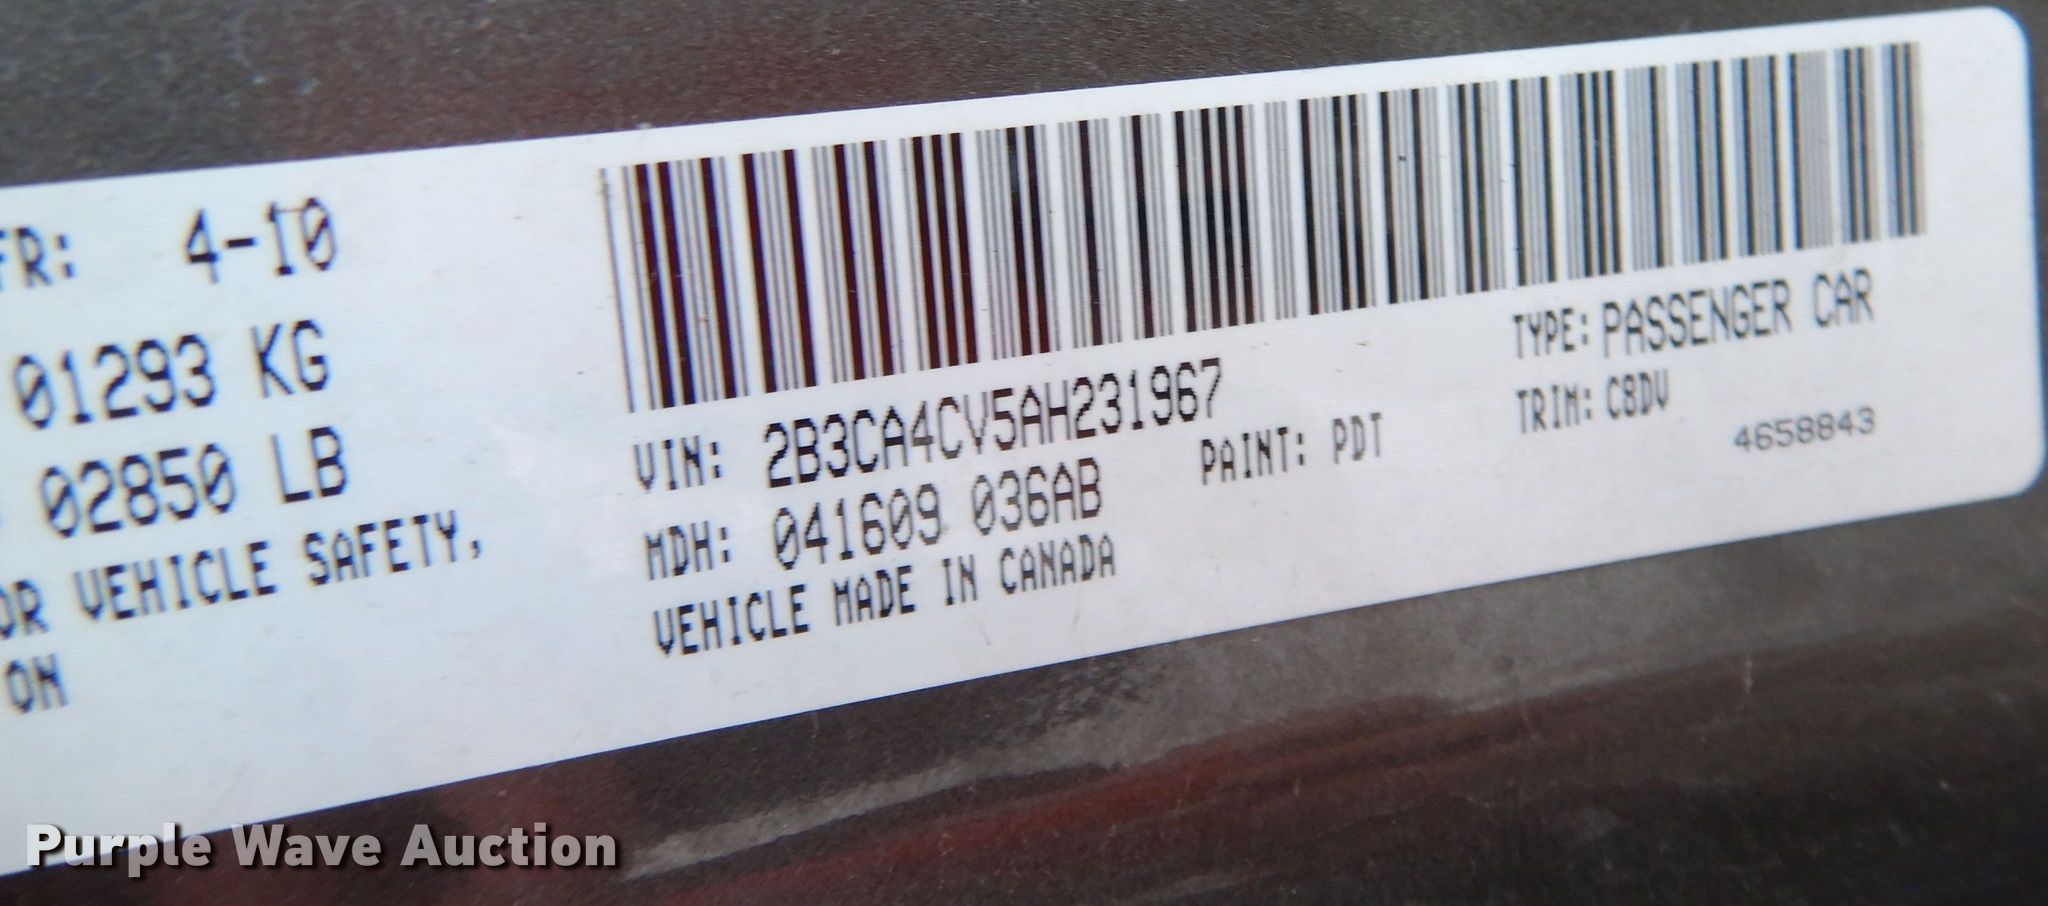 FR: 4-10
01293 KG
02850 LB
OR VEHICLE SAFETY,
ON
VIN: 2B3CA4CV5AH231967
TYPE: PASSENGER CAR
MDH: 041609 036AB
PAINT: PDT
TRIM: C8DV
4658843
VEHICLE MADE IN CANADA
Purple Wave Auction